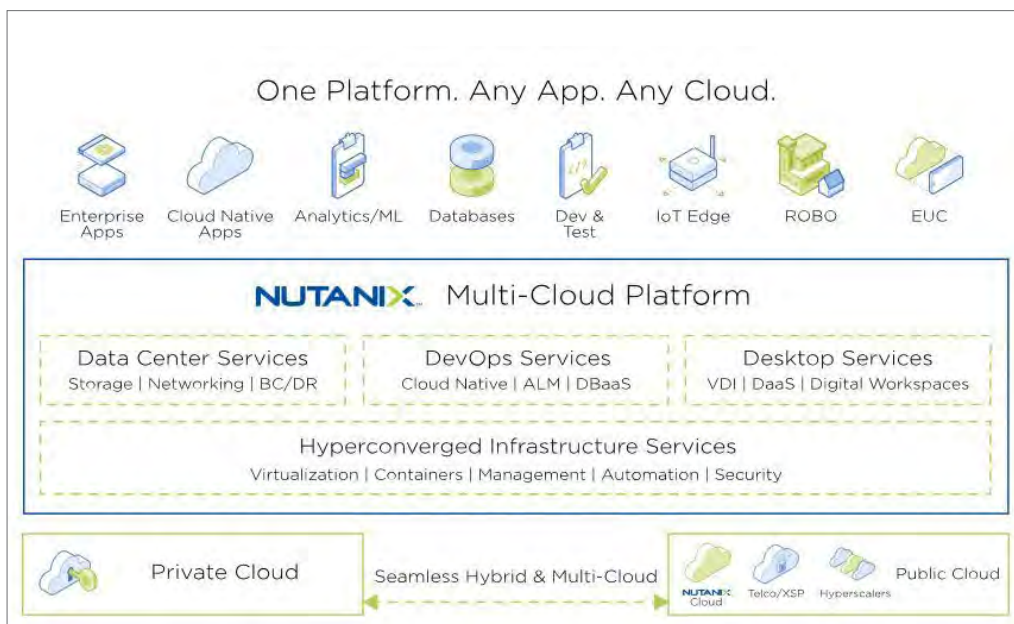 One Platform. Any App. Any Cloud.
Enterprise Apps
Cloud Native Apps
Analytics/ML
Databases
Dev & Test
IoT Edge
ROBO
EUC
NUTANIX™ Multi-Cloud Platform
Data Center Services
Storage | Networking | BC/DR
DevOps Services
Cloud Native | ALM | DBaaS
Desktop Services
VDI | DaaS | Digital Workspaces
Hyperconverged Infrastructure Services
Virtualization | Containers | Management | Automation | Security
Private Cloud
Seamless Hybrid & Multi-Cloud
NUTANIX
Cloud
Telco/XSP
Hyperscalers
Public Cloud